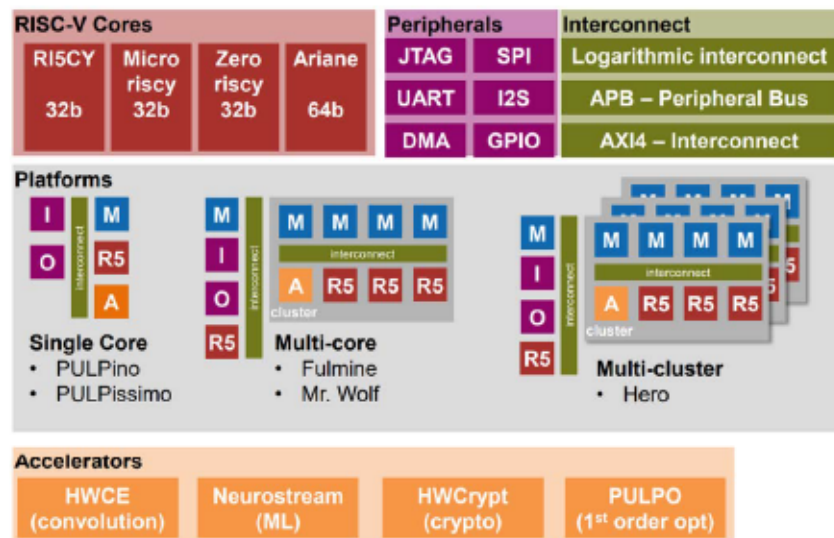 RISC-V Cores
RI5CY
32b
Micro
riscy
32b
Zero
riscy
32b
Ariane
64b
Peripherals
JTAG
SPI
UART
I2S
DMA
GPIO
Interconnect
Logarithmic interconnect
APB – Peripheral Bus
AXI4 – Interconnect
Platforms
I
O
interconnect
M
R5
A
Single Core
• PULPino
• PULPissimo
M
I
O
R5
interconnect
M M M M
interconnect
A R5 R5 R5
cluster
Multi-core
• Fulmine
• Mr. Wolf
M
I
O
R5
interconnect
M M M M
interconnect
A R5 R5 R5
cluster
Multi-cluster
• Hero
Accelerators
HWCE
(convolution)
Neurostream
(ML)
HWCrypt
(crypto)
PULPO
(1st order opt)